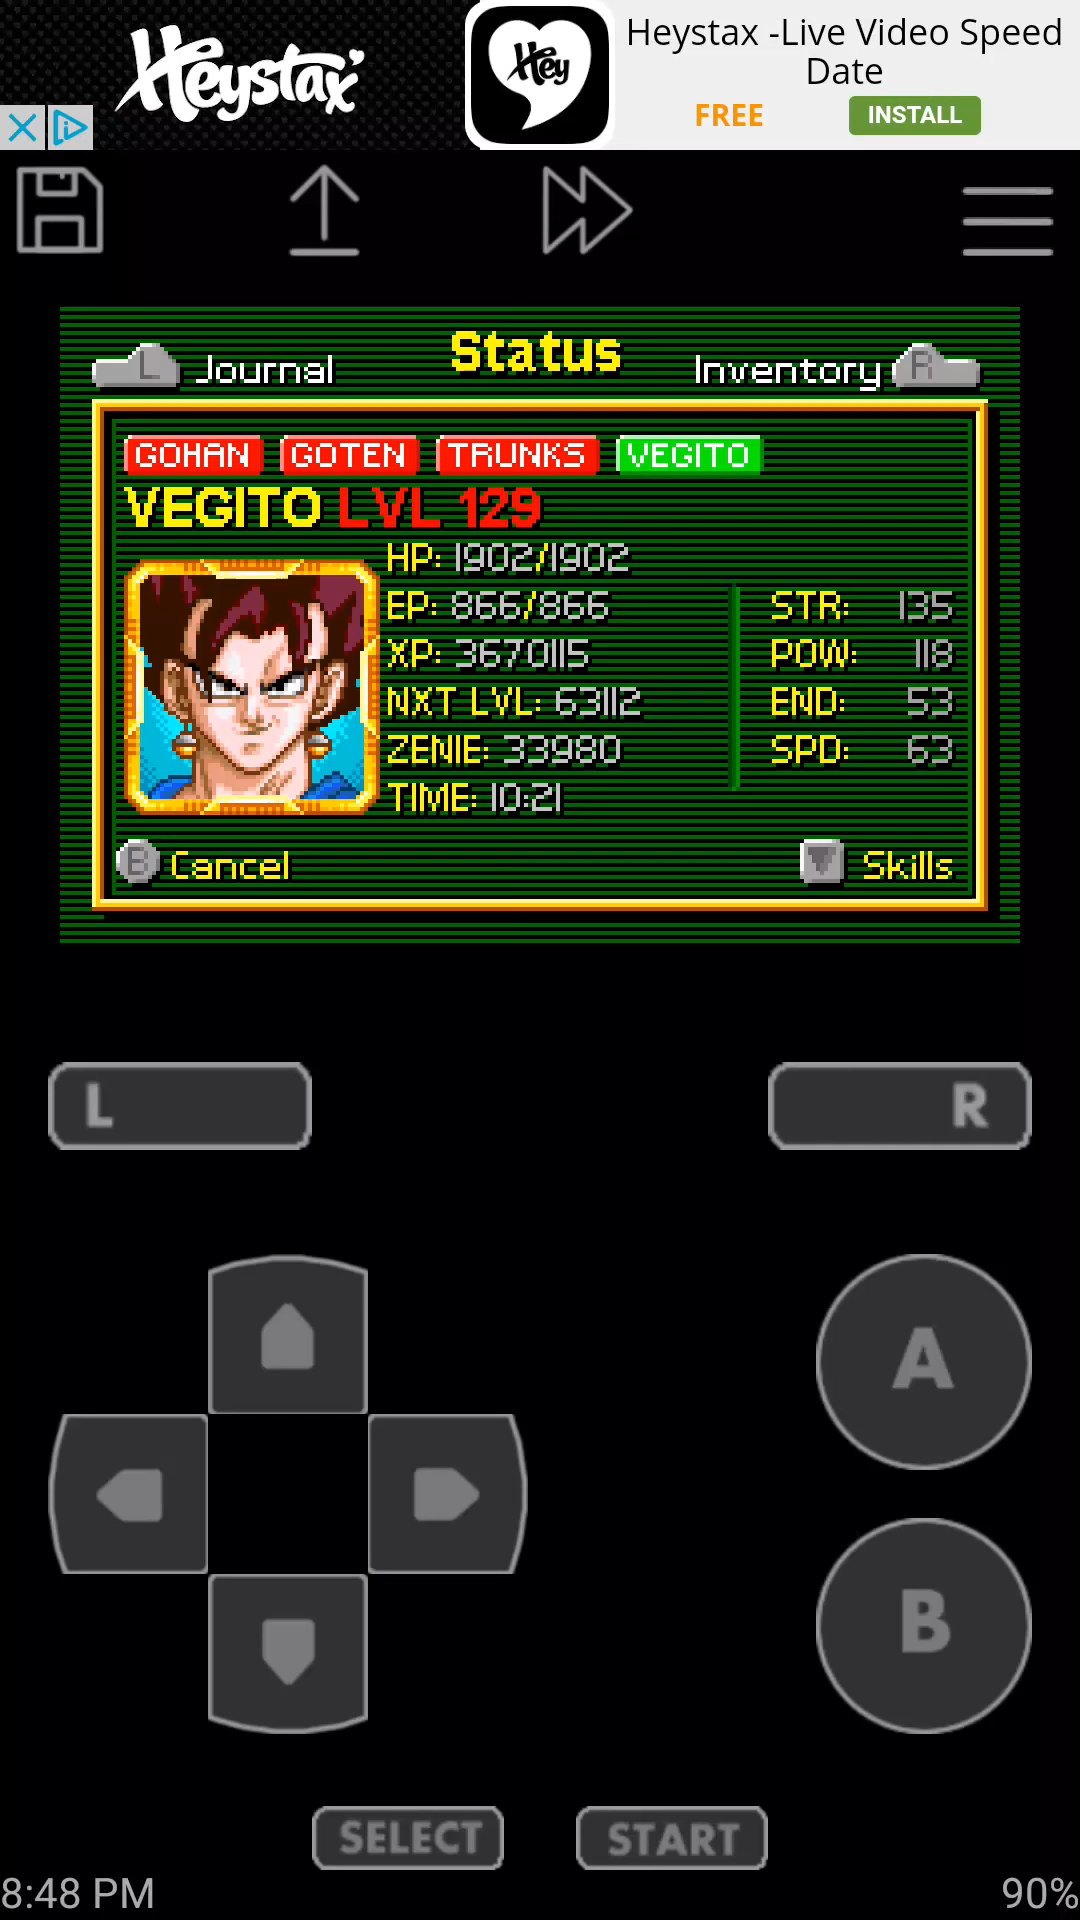 Heystax
Hey
Heystax -Live Video Speed
Date
FREE
INSTALL
L
Journal
Status
Inventory
R
GOHAN
GOTEN
TRUNKS
VEGITO
VEGITO LVL 129
HP: 1902/1902
EP: 866/866
XP: 3670115
NXT LVL: 63112
ZENIE: 33980
TIME: 10:21
STR: 135
POW: 118
END: 53
SPD: 63
B Cancel
Skills
L
R
A
B
SELECT
START
8:48 PM
90%